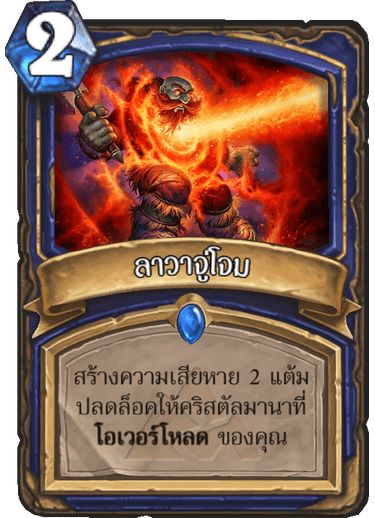 2
ลาวาจู่โจม
สร้างความเสียหาย 2 แต้ม
ปลดล็อคให้คริสตัลมานาที่
โอเวอร์โหลด ของคุณ